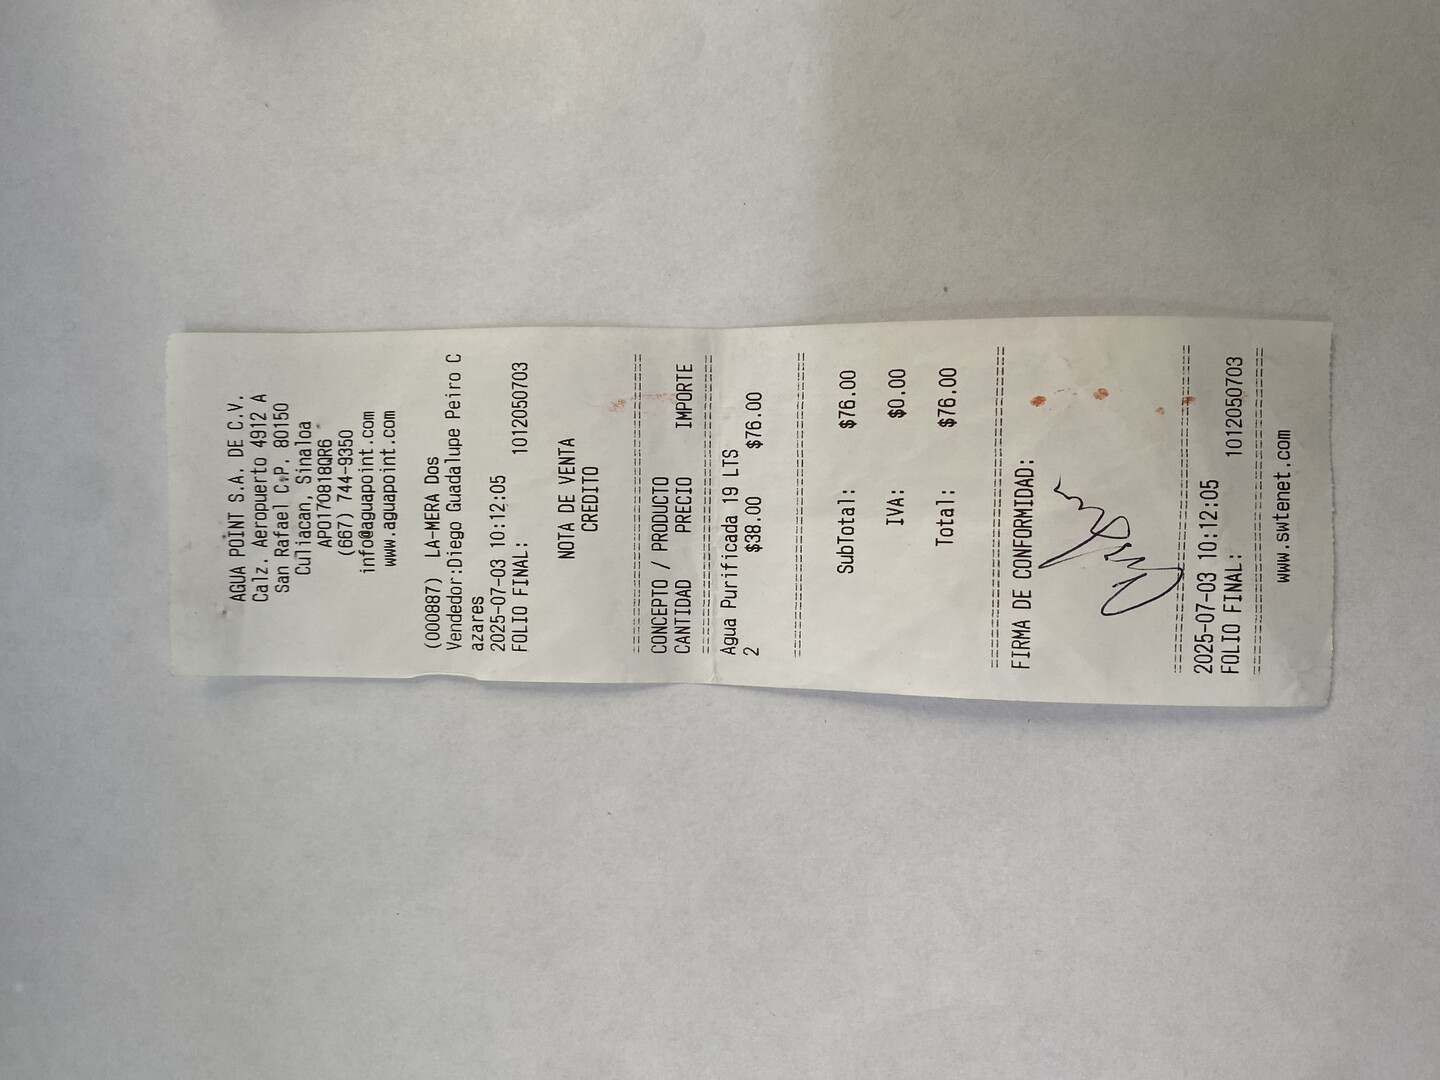 AGUA POINT S.A. DE C.V.
Calz. Aeropuerto 4912 A
San Rafael C.P. 80150
Culiacan, Sinaloa
APO170818QR6
(667) 744-9350
info@aguapoint.com
www.aguapoint.com
(000887) LA-MERA Dos
Vendedor:Diego Guadalupe Peiro C
azares
2025-07-03 10:12:05
FOLIO FINAL: 1012050703
NOTA DE VENTA
CREDITO
================================
CONCEPTO / PRODUCTO
CANTIDAD PRECIO IMPORTE
================================
Agua Purificada 19 LTS
2 $38.00 $76.00
================================
SubTotal: $76.00
IVA: $0.00
Total: $76.00
================================
FIRMA DE CONFORMIDAD:
================================
2025-07-03 10:12:05
FOLIO FINAL: 1012050703
================================
www.swtenet.com